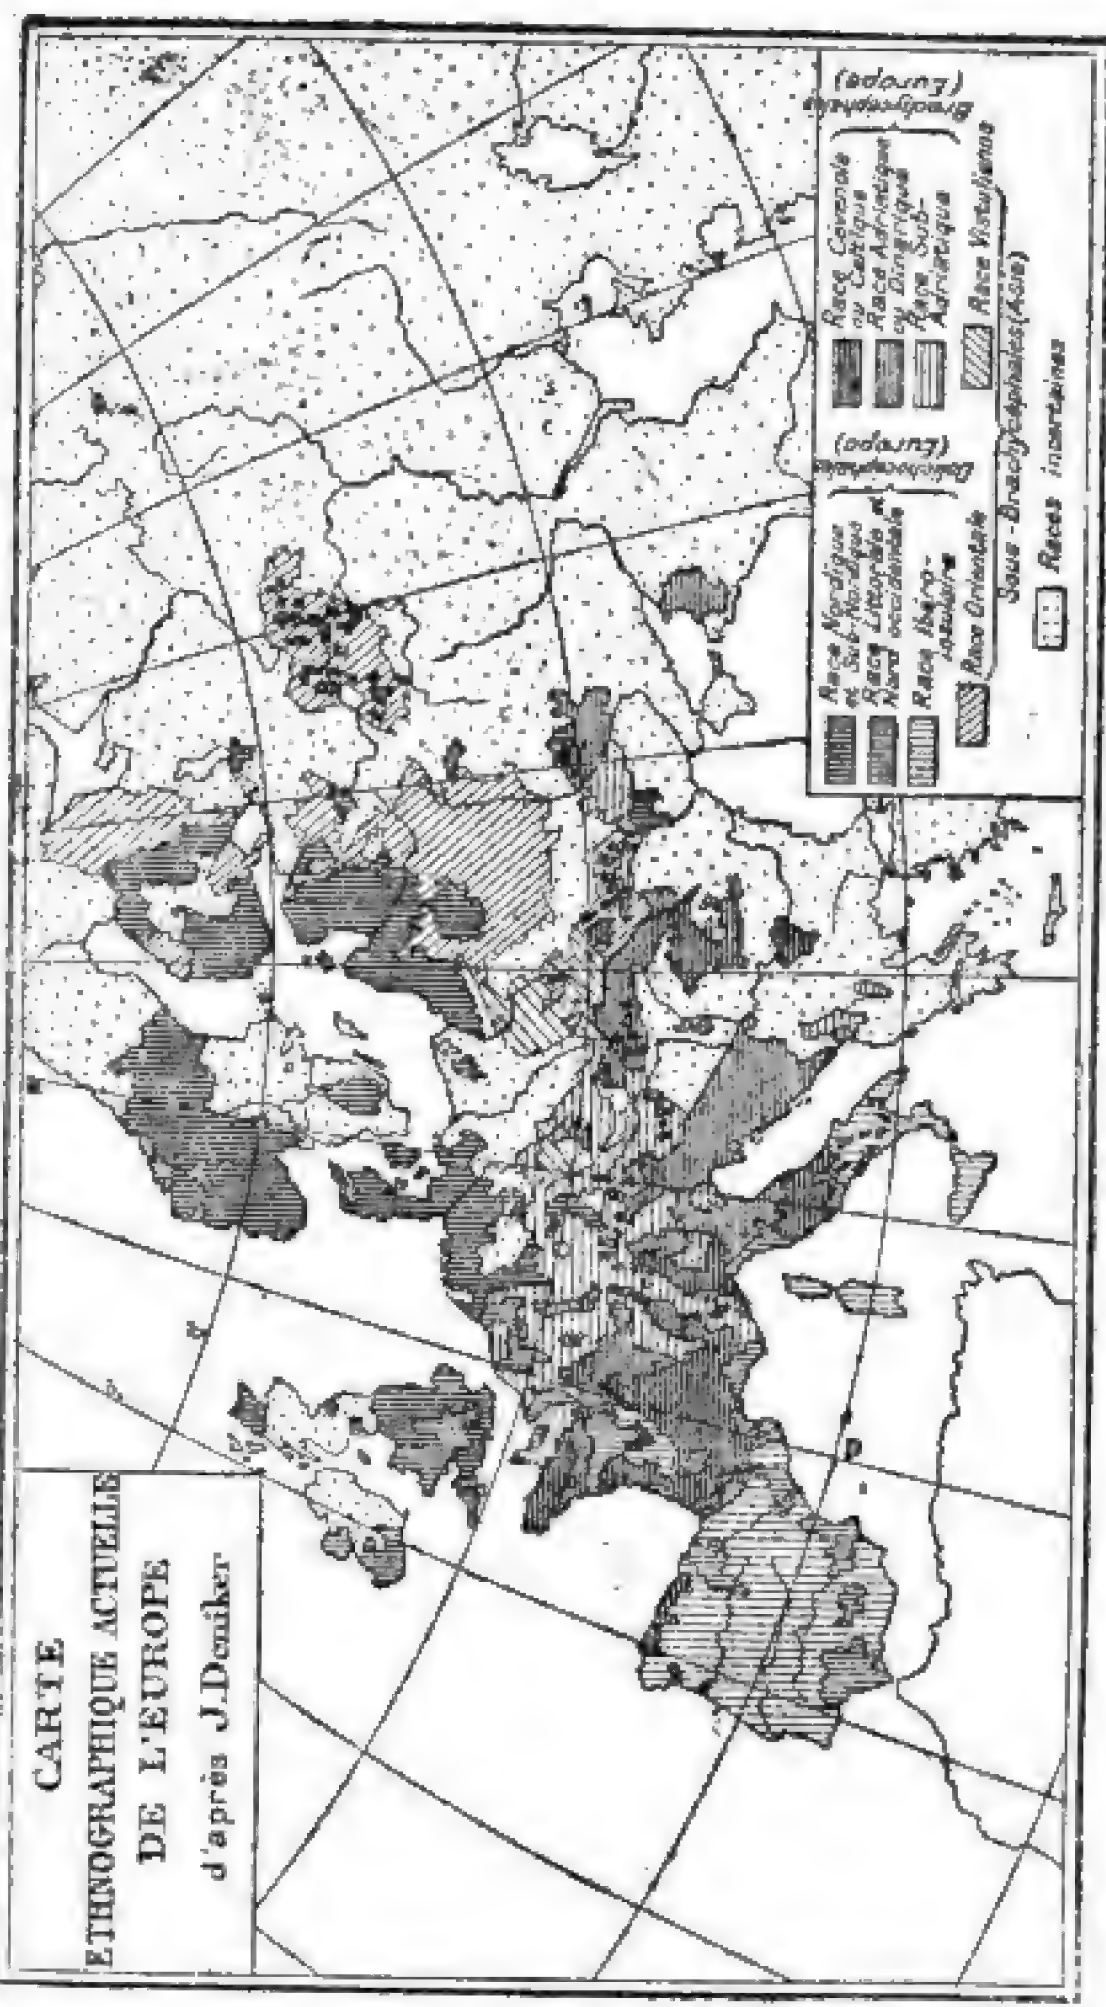 CARTE
ETHNOGRAPHIQUE ACTUELLE
DE L'EUROPE
d'après J.Deniker
Race Nordique
et Sub-Nordique
Race Littorale et
Nord occidentale
Race Ibéro-
insulaire
Race Orientale
Dolichocéphales
(Europe)
Race Cévenole
ou Celtique
Race Adriatique
ou Dinarique
Race Sub-
Adriatique
Race Vistulienne
Brachycéphales
(Europe)
Sous-Brachycéphales (Asie)
Races incertaines